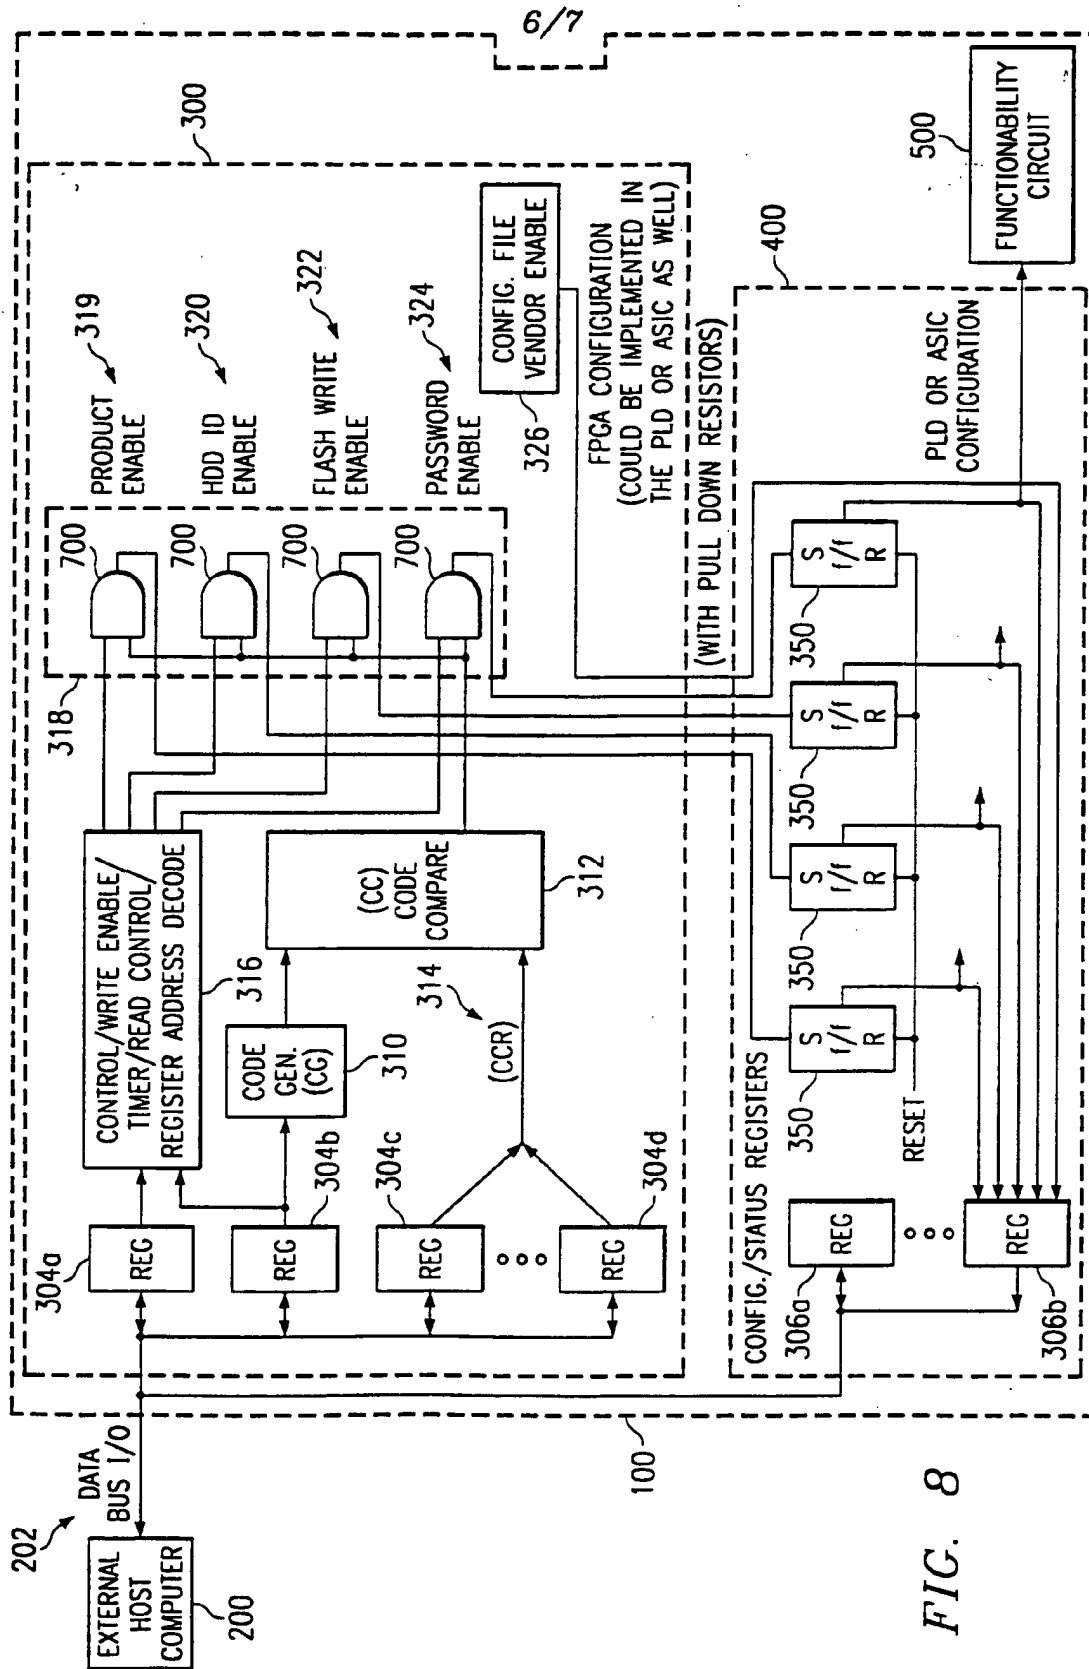 6/7
202
DATA
BUS I/O
EXTERNAL
HOST
COMPUTER
200
100
300
304a
REG
REG
304b
304c
REG
REG
304d
CONTROL/WRITE ENABLE/
TIMER/READ CONTROL/
REGISTER ADDRESS DECODE
316
CODE
GEN.
(CG)
310
(CC)
CODE
COMPARE
312
314
(CCR)
318
700
700
700
700
PRODUCT
ENABLE
319
HDD ID
ENABLE
320
FLASH WRITE
ENABLE
322
PASSWORD
ENABLE
324
CONFIG. FILE
VENDOR ENABLE
326
FPGA CONFIGURATION
(COULD BE IMPLEMENTED IN
THE PLD OR ASIC AS WELL)
(WITH PULL DOWN RESISTORS)
400
CONFIG./STATUS REGISTERS
306a
REG
REG
306b
350
S
f/f
R
350
S
f/f
R
350
S
f/f
R
350
S
f/f
R
RESET
PLD OR ASIC
CONFIGURATION
500
FUNCTIONABILITY
CIRCUIT
FIG. 8